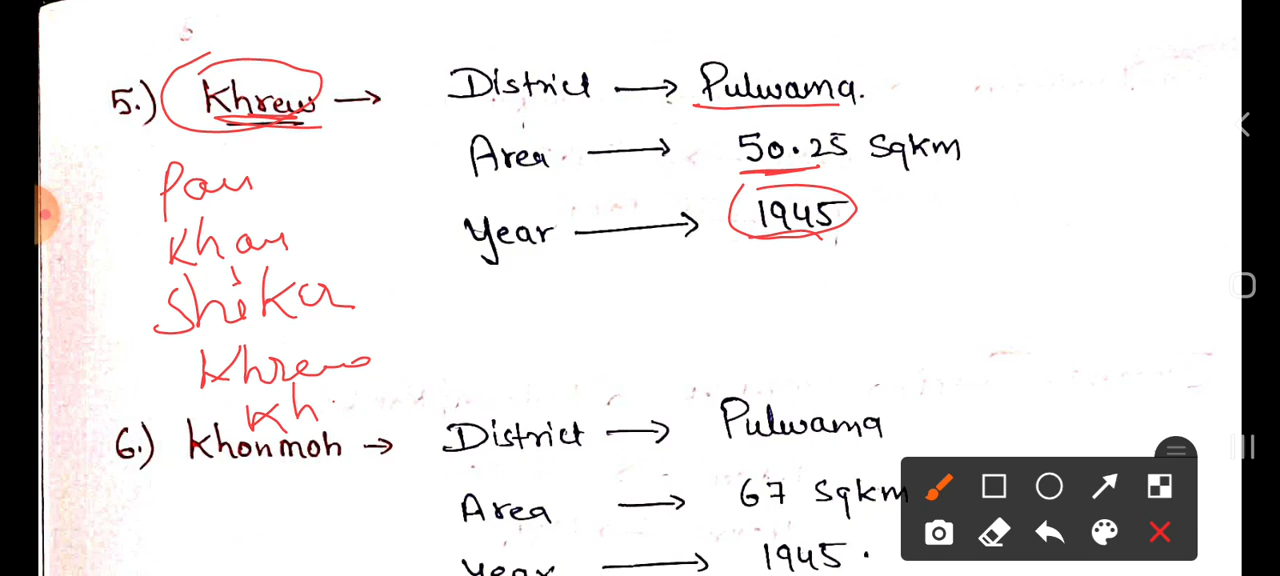 5.) Khrew → District → Pulwama.
Area → 50.25 Sqkm
Year → 1945
Pan
Khan
Shika
Khrew
Kh.
6.) Khonmoh → District → Pulwama
Area → 67 Sqkm
Year → 1945.